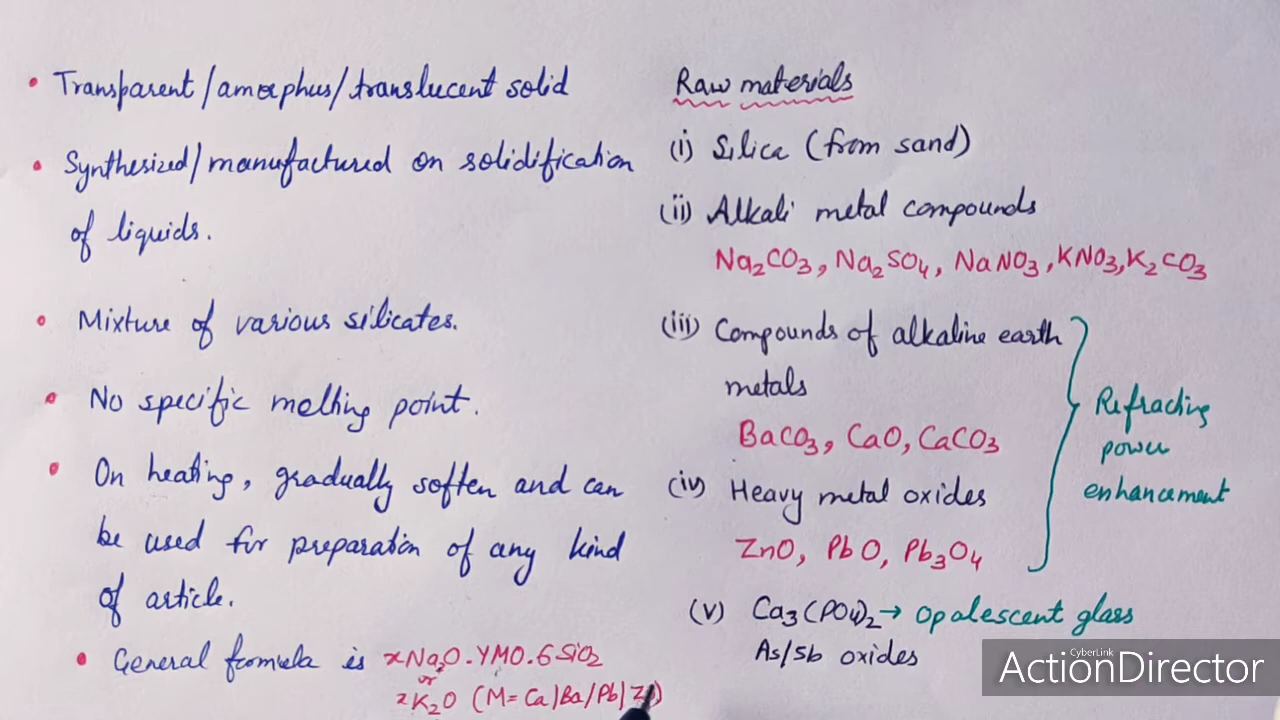 • Transparent/amorphus/translucent solid
• Synthesized/manufactured on solidification
of liquids.
• Mixture of various silicates.
• No specific melting point.
• On heating, gradually soften and can
be used for preparation of any kind
of article.
• General formula is xNa₂O.YMO.6SiO₂
or
xK₂O (M= Ca/Ba/Pb/Zn)
Raw materials
(i) Silica (from sand)
(ii) Alkali metal compounds
Na₂CO₃, Na₂SO₄, NaNO₃, KNO₃, K₂CO₃
(iii) Compounds of alkaline earth
metals
BaCO₃, CaO, CaCO₃
(iv) Heavy metal oxides
ZnO, PbO, Pb₃O₄
Refracting
power
enhancement
(v) Ca₃(PO₄)₂→ Opalescent glass
As/Sb oxides
CyberLink
ActionDirector